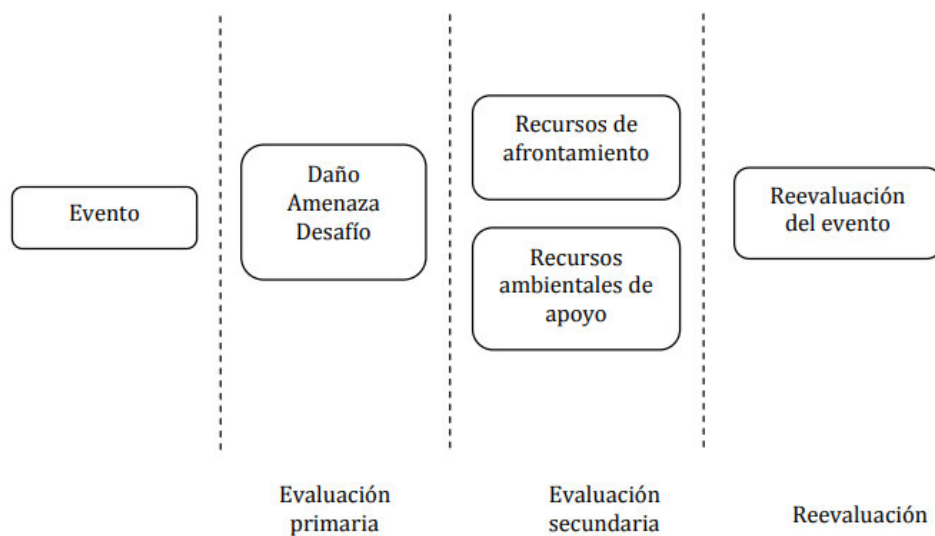 Evento
Daño
Amenaza
Desafío
Recursos de
afrontamiento
Recursos
ambientales de
apoyo
Reevaluación
del evento
Evaluación
primaria
Evaluación
secundaria
Reevaluación